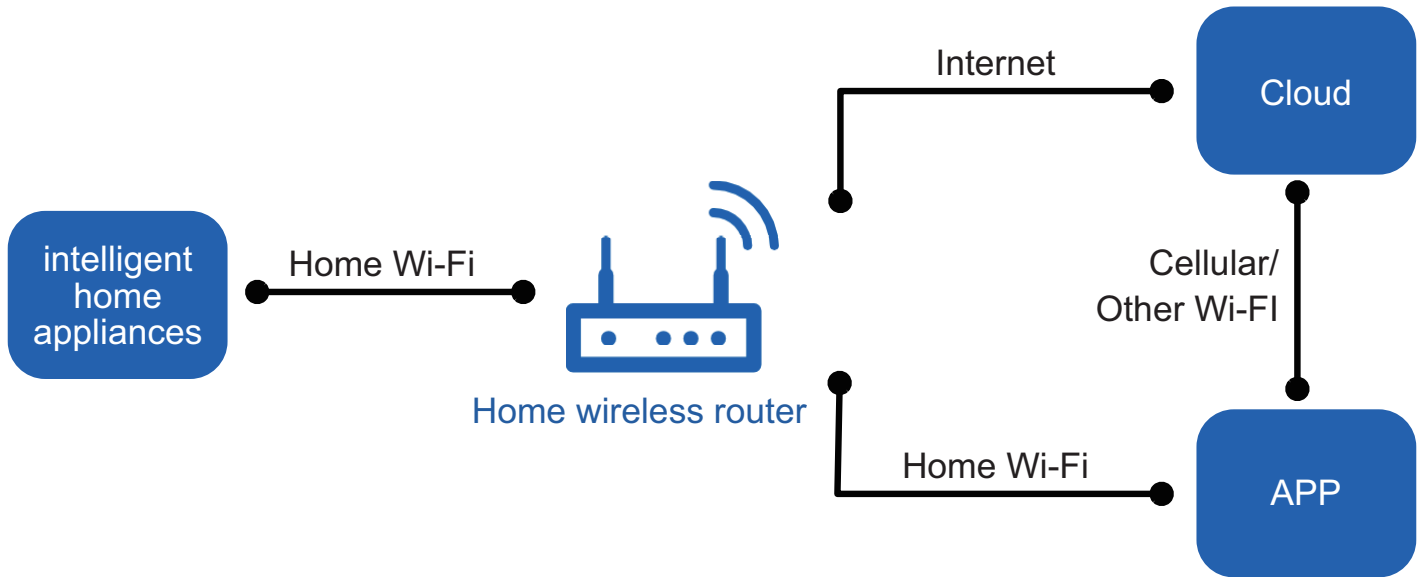 Internet
Cloud
intelligent
home
appliances
Home Wi-Fi
Cellular/
Other Wi-FI
Home wireless router
Home Wi-Fi
APP